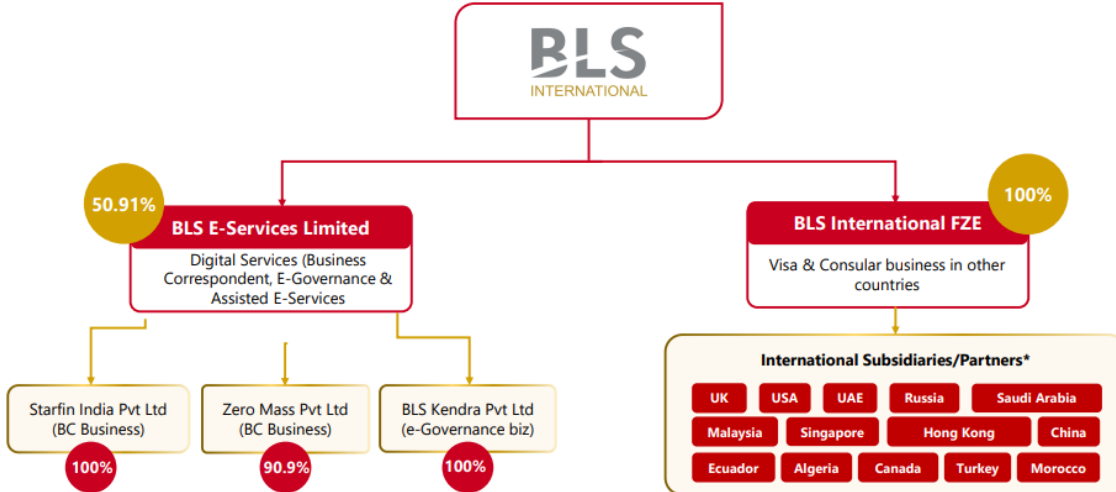 BLS
INTERNATIONAL
50.91%
BLS E-Services Limited
Digital Services (Business
Correspondent, E-Governance &
Assisted E-Services
100%
BLS International FZE
Visa & Consular business in other
countries
Starfin India Pvt Ltd
(BC Business)
100%
Zero Mass Pvt Ltd
(BC Business)
90.9%
BLS Kendra Pvt Ltd
(e-Governance biz)
100%
International Subsidiaries/Partners*
UK USA UAE Russia Saudi Arabia
Malaysia Singapore Hong Kong China
Ecuador Algeria Canada Turkey Morocco